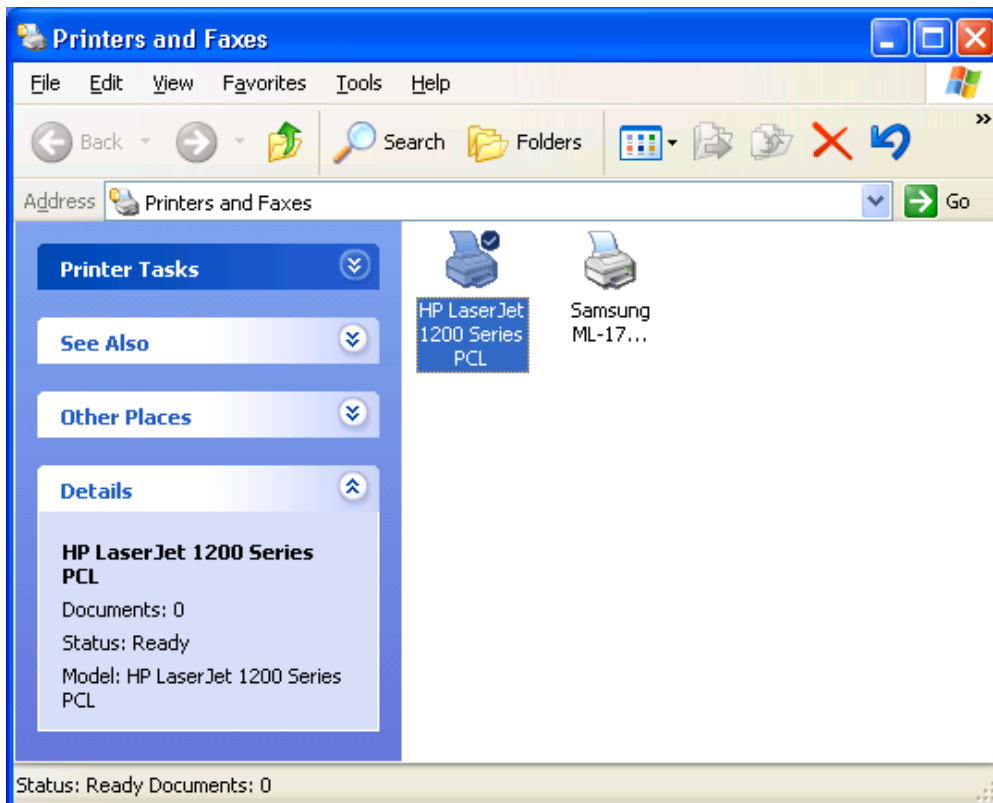 Printers and Faxes
File Edit View Favorites Tools Help
Back Search Folders »
Address Printers and Faxes Go
Printer Tasks
See Also
Other Places
Details
HP LaserJet 1200 Series
PCL
Documents: 0
Status: Ready
Model: HP LaserJet 1200 Series
PCL
HP LaserJet
1200 Series
PCL
Samsung
ML-17...
Status: Ready Documents: 0